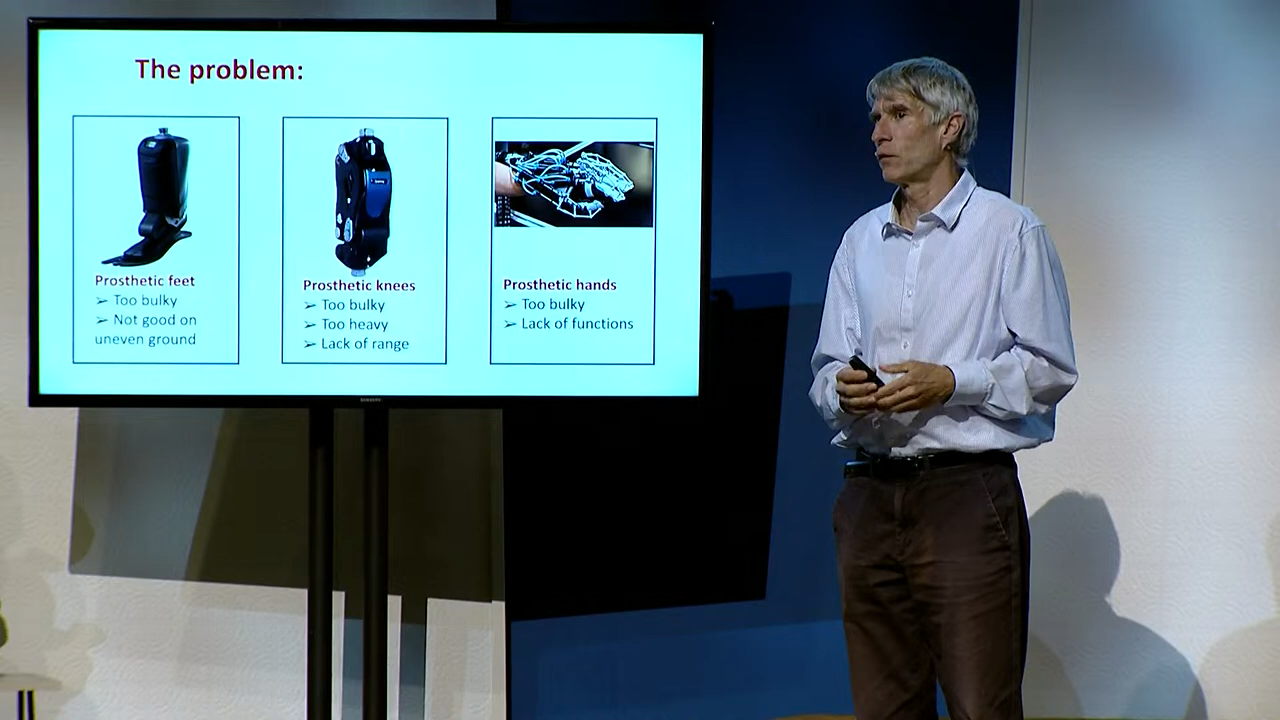 The problem:
Prosthetic feet
➢ Too bulky
➢ Not good on
uneven ground
Prosthetic knees
➢ Too bulky
➢ Too heavy
➢ Lack of range
Prosthetic hands
➢ Too bulky
➢ Lack of functions
SAMSUNG